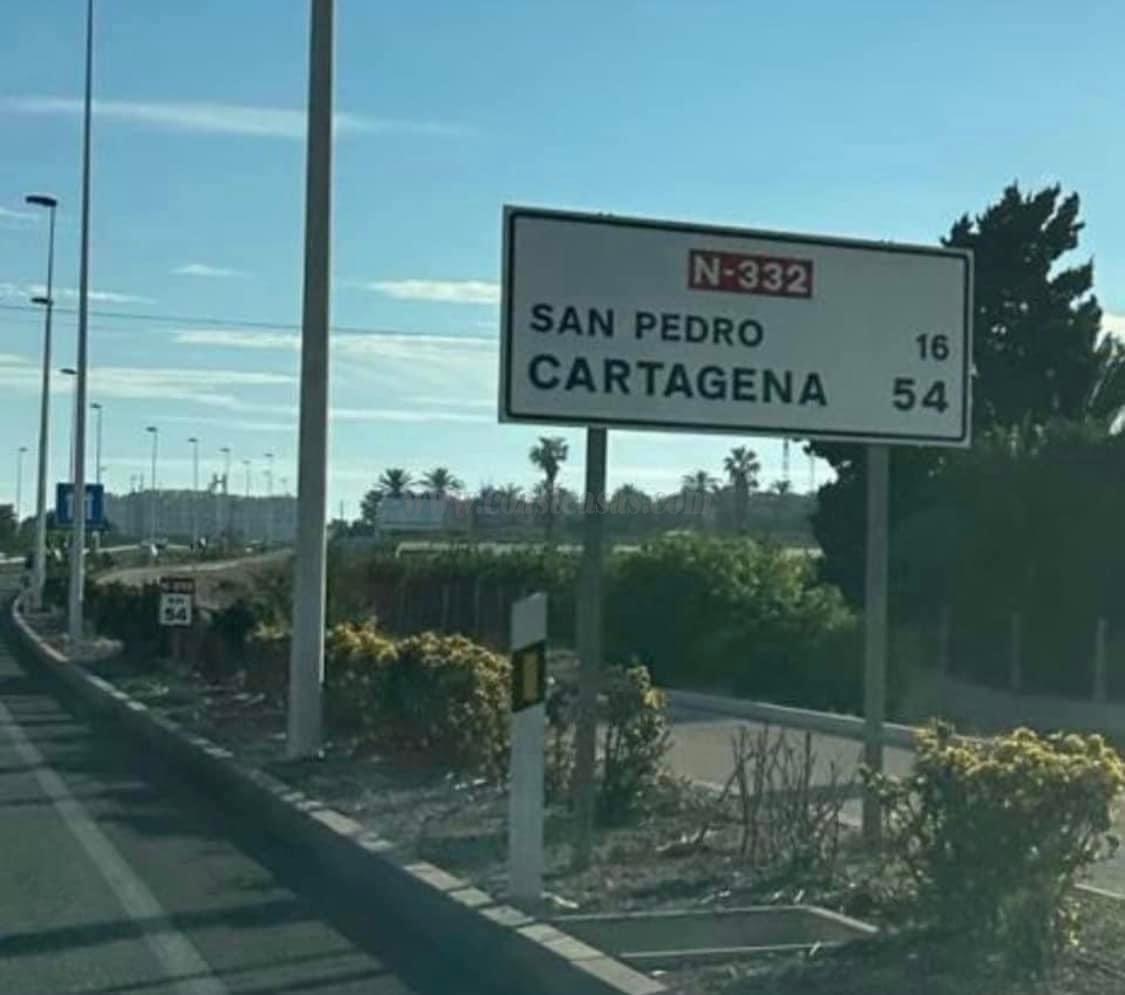 N-332
SAN PEDRO 16
CARTAGENA 54
54